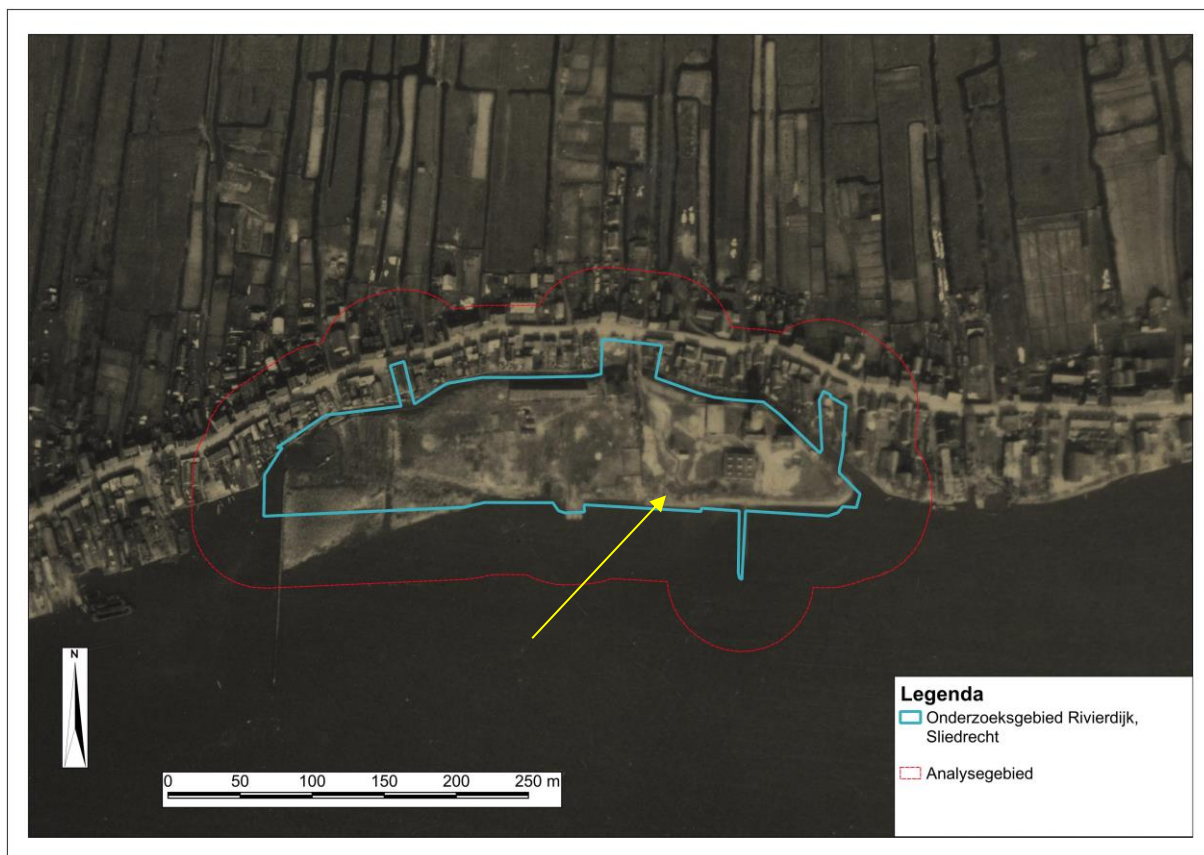 N
0 50 100 150 200 250 m
Legenda
Onderzoeksgebied Rivierdijk,
Sliedrecht
Analysegebied